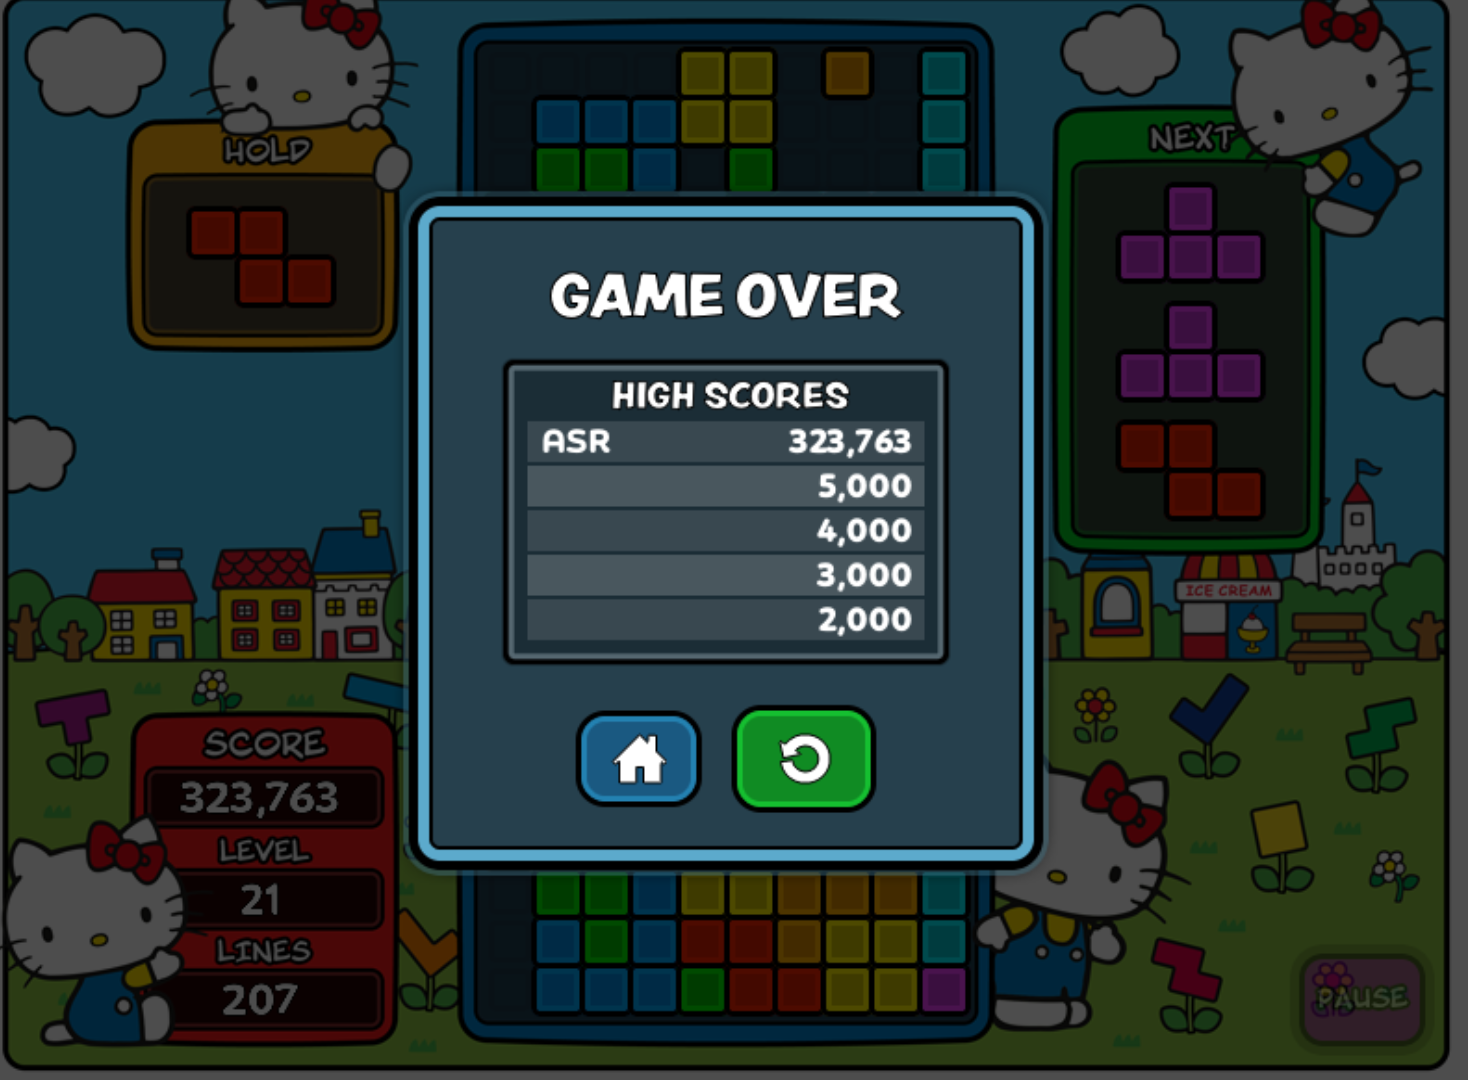 HOLD
NEXT
GAME OVER
HIGH SCORES
ASR 323,763
5,000
4,000
3,000
2,000
ICE CREAM
SCORE
323,763
LEVEL
21
LINES
207
PAUSE